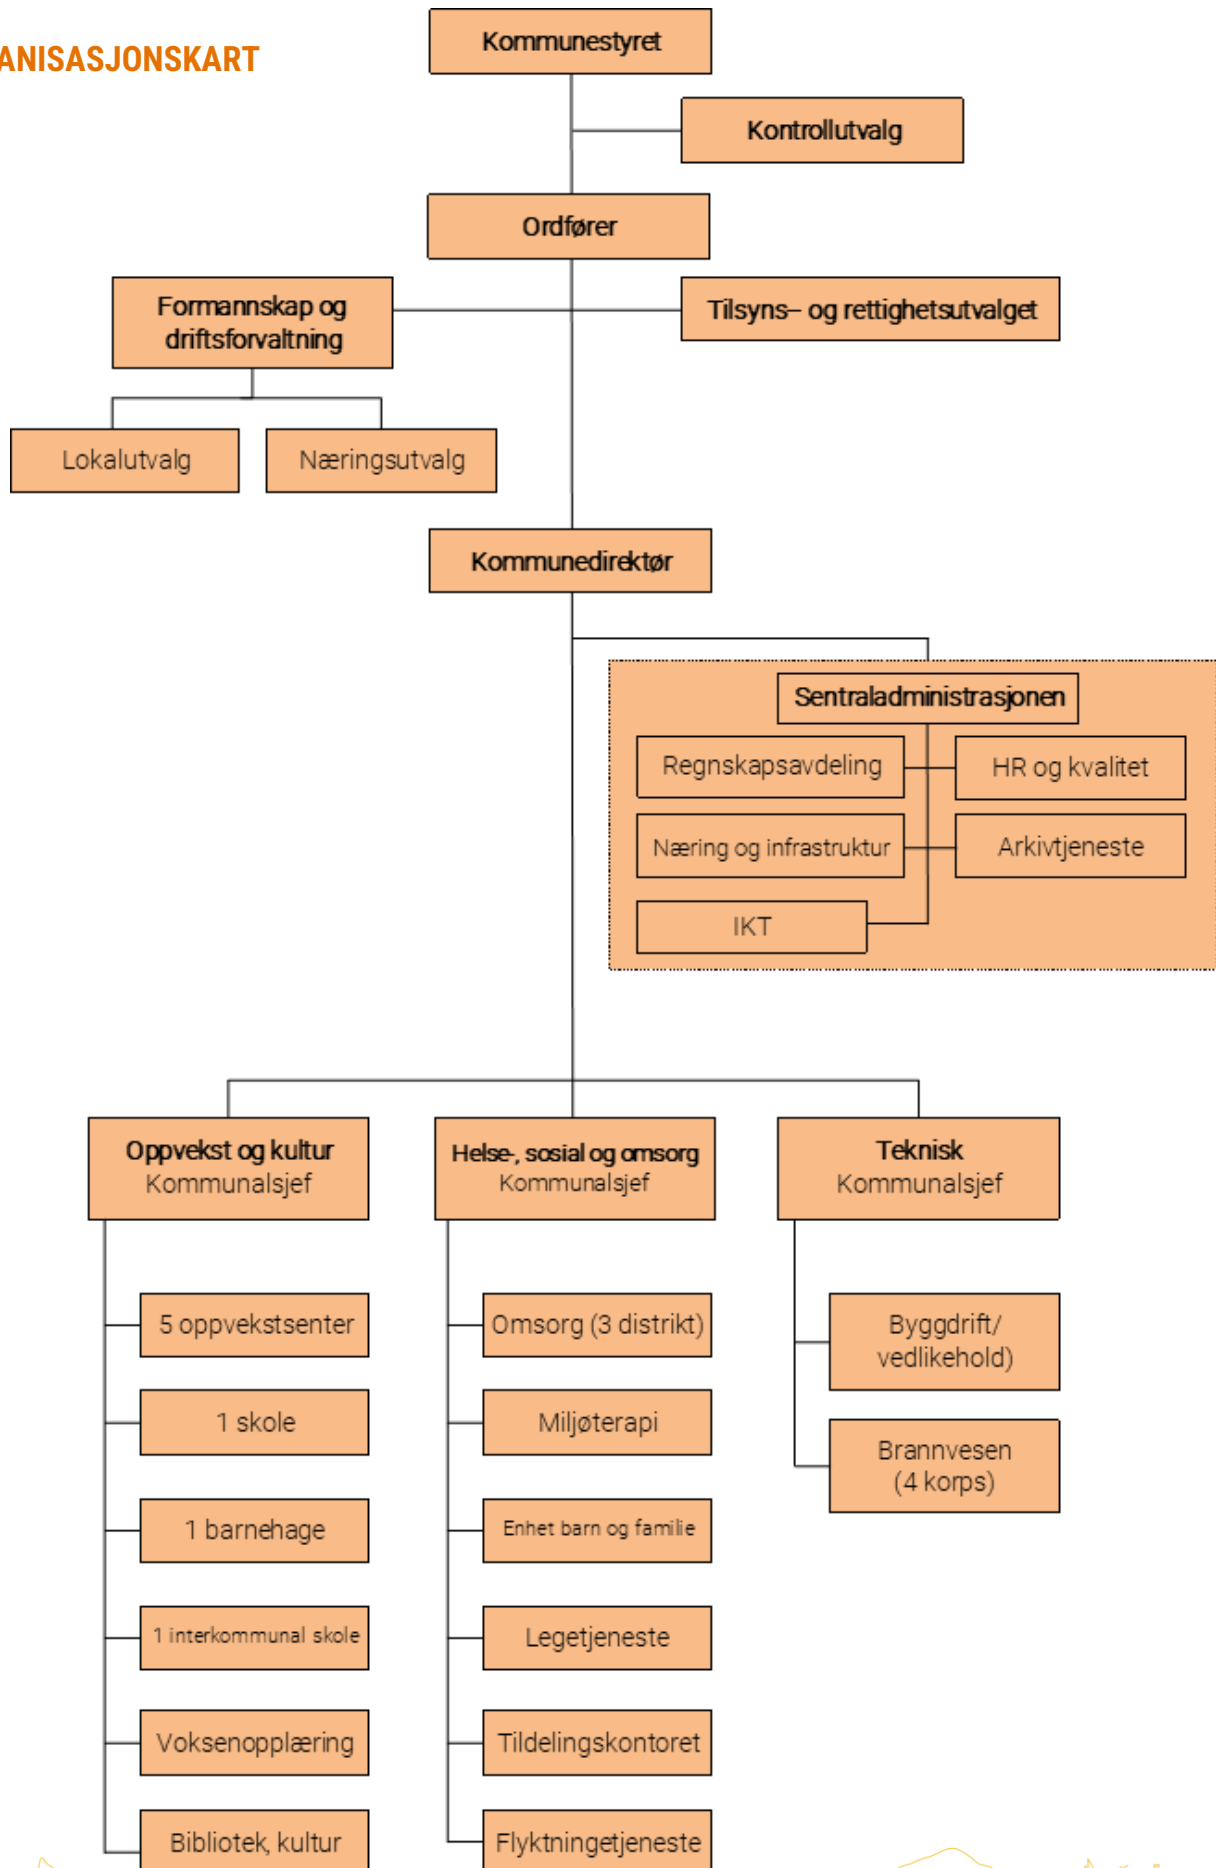 ANISASJONSKART
Kommunestyret
Kontrollutvalg
Ordfører
Formannskap og
driftsforvaltning
Tilsyns– og rettighetsutvalget
Lokalutvalg
Næringsutvalg
Kommunedirektør
Sentraladministrasjonen
Regnskapsavdeling
HR og kvalitet
Næring og infrastruktur
Arkivtjeneste
IKT
Oppvekst og kultur
Kommunalsjef
Helse-, sosial og omsorg
Kommunalsjef
Teknisk
Kommunalsjef
5 oppvekstsenter
1 skole
1 barnehage
1 interkommunal skole
Voksenopplæring
Bibliotek, kultur
Omsorg (3 distrikt)
Miljøterapi
Enhet barn og familie
Legetjeneste
Tildelingskontoret
Flyktningetjeneste
Byggdrift/
vedlikehold)
Brannvesen
(4 korps)